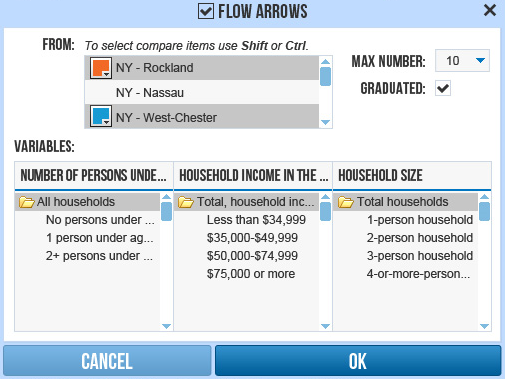 FLOW ARROWS
FROM: To select compare items use Shift or Ctrl.
NY - Rockland
NY - Nassau
NY - West-Chester
MAX NUMBER: 10
GRADUATED:
VARIABLES:
NUMBER OF PERSONS UNDE... HOUSEHOLD INCOME IN THE ... HOUSEHOLD SIZE
All households Total, household inc... Total households
No persons under ... Less than $34,999 1-person household
1 person under ag... $35,000-$49,999 2-person household
2+ persons under ... $50,000-$74,999 3-person household
$75,000 or more 4-or-more-person...
CANCEL OK